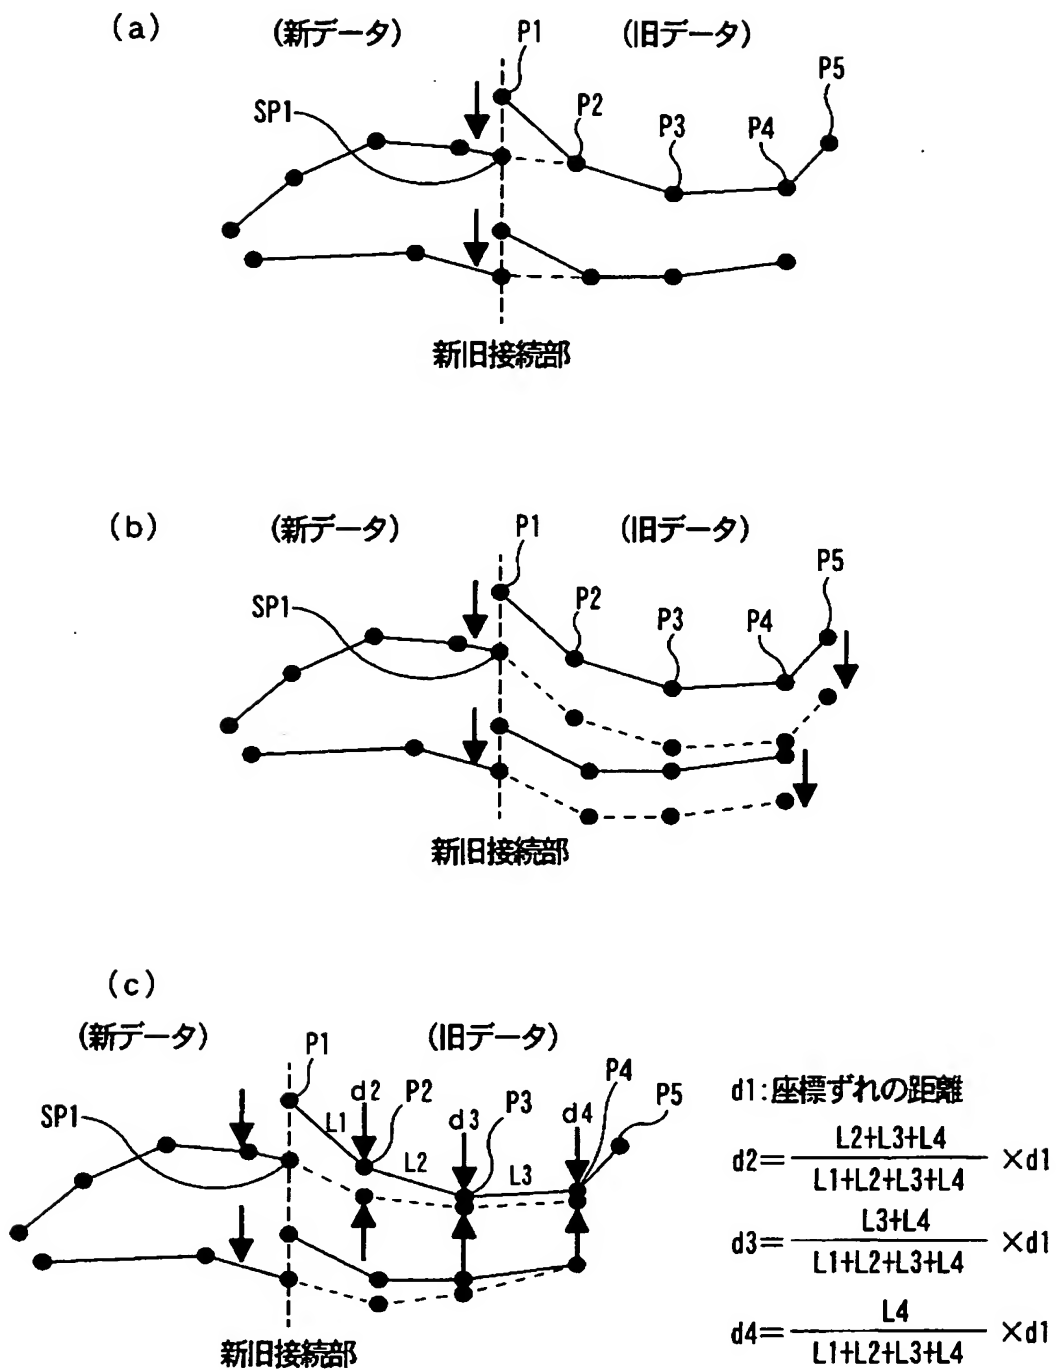 (a)
(新データ)
P1
(旧データ)
SP1
P2
P3
P4
P5
新旧接続部
(b)
(新データ)
P1
(旧データ)
SP1
P2
P3
P4
P5
新旧接続部
(c)
(新データ)
P1
(旧データ)
SP1
L1
d2
P2
L2
d3
P3
L3
d4
P4
P5
新旧接続部
d1:座標ずれの距離
d2= L2+L3+L4 / L1+L2+L3+L4 ×d1
d3= L3+L4 / L1+L2+L3+L4 ×d1
d4= L4 / L1+L2+L3+L4 ×d1